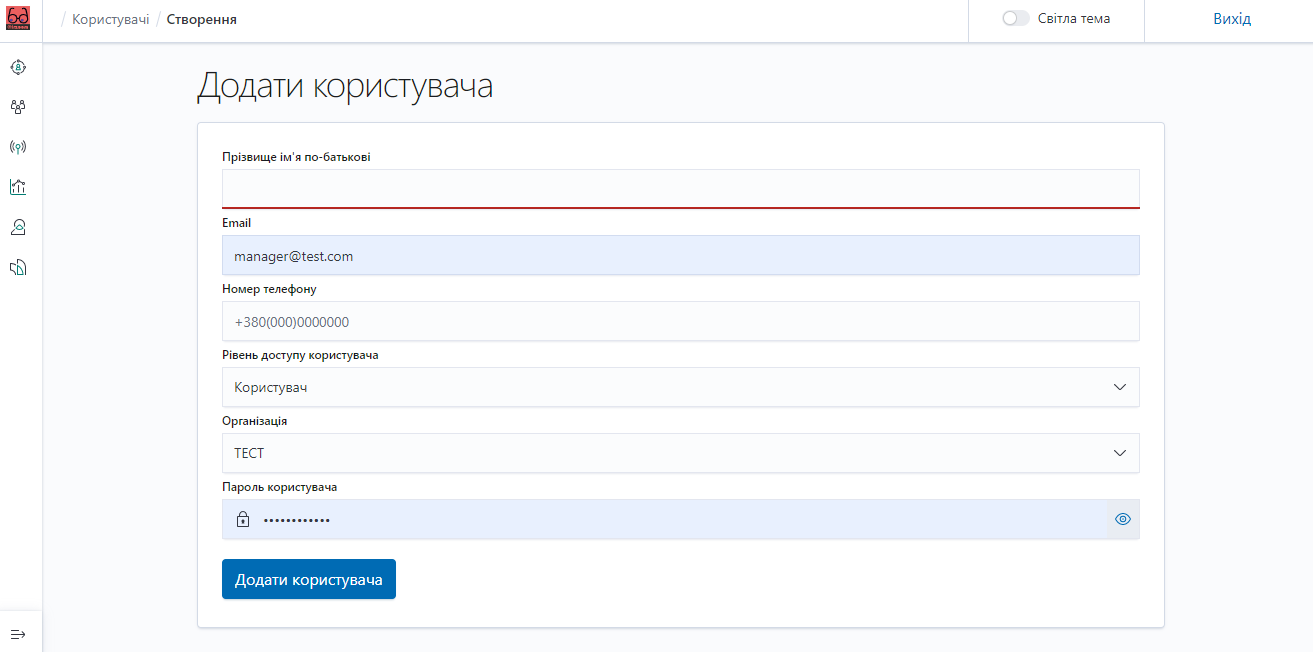 / Користувачі / Створення
Світла тема
Вихід
Додати користувача
Прізвище ім'я по-батькові
Email
manager@test.com
Номер телефону
+380(000)0000000
Рівень доступу користувача
Користувач
Організація
ТЕСТ
Пароль користувача
••••••••••••
Додати користувача